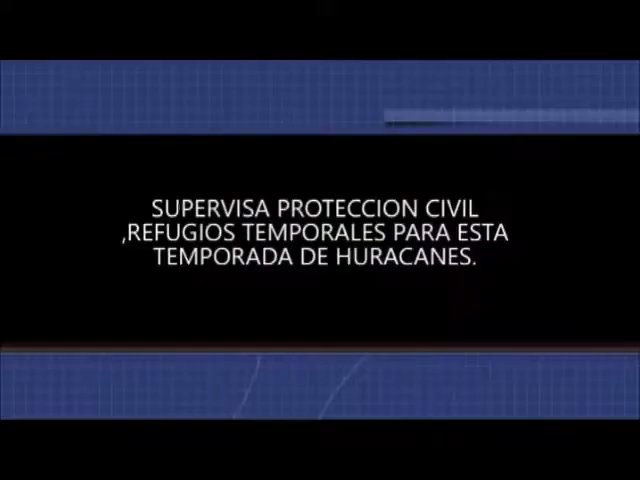 SUPERVISA PROTECCION CIVIL
,REFUGIOS TEMPORALES PARA ESTA
TEMPORADA DE HURACANES.